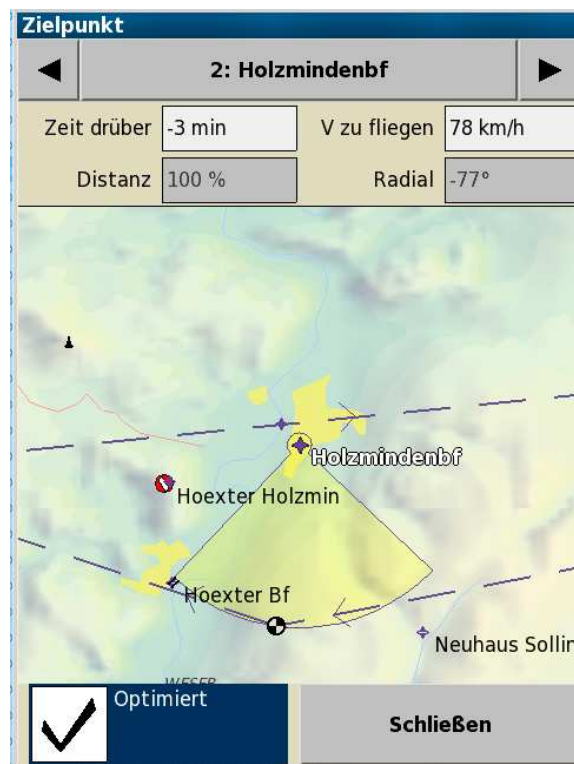 Zielpunkt
2: Holzmindenbf
Zeit drüber -3 min V zu fliegen 78 km/h
Distanz 100 % Radial -77°
Holzmindenbf
Hoexter Holzmin
Hoexter Bf
Neuhaus Sollin
WESER
Optimiert
Schließen